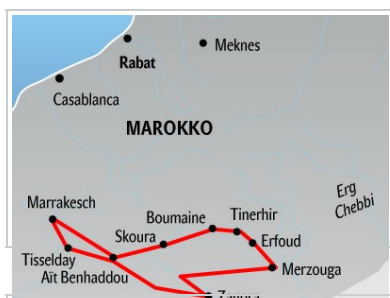 Rabat
Meknes
Casablanca
MAROKKO
Erg
Chebbi
Marrakesch
Boumaine
Tinerhir
Skoura
Erfoud
Tisselday
Aït Benhaddou
Merzouga